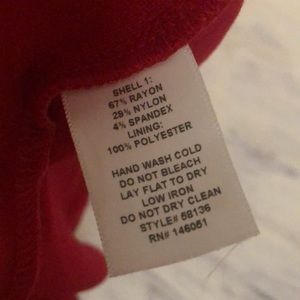 SHELL 1:
67% RAYON
29% NYLON
4% SPANDEX
LINING:
100% POLYESTER
HAND WASH COLD
DO NOT BLEACH
LAY FLAT TO DRY
LOW IRON
DO NOT DRY CLEAN
STYLE# 58136
RN# 146051